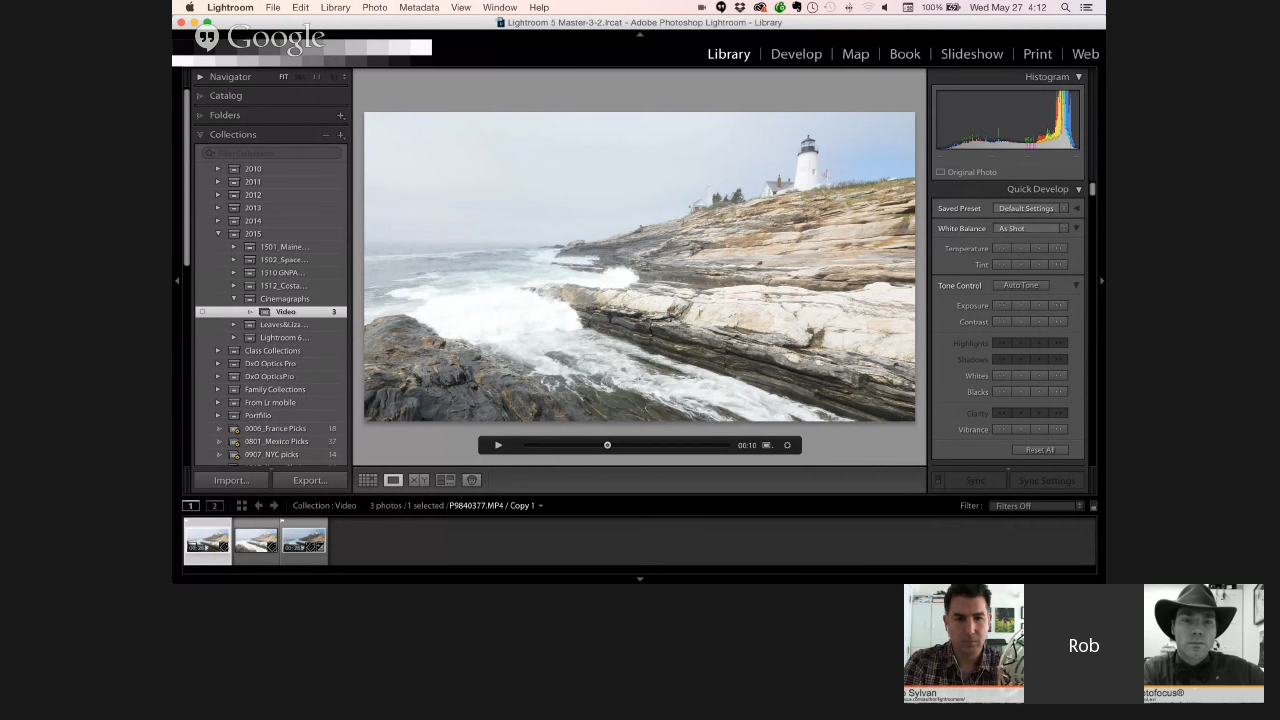 Lightroom File Edit Library Photo Metadata View Window Help 100% Wed May 27 4:12
Lightroom 5 Master-3-2.lrcat - Adobe Photoshop Lightroom - Library
Google
Library | Develop | Map | Book | Slideshow | Print | Web
Navigator FIT
Catalog
Folders
Collections
Filter Collections
2010
2011
2012
2013
2014
2015
1501_Maine...
1502_Space...
1510 GNPA...
1512_Costa...
Cinemagraphs
Video 3
Leaves&Liza...
Lightroom 6...
Class Collections
DxO Optics Pro
DxO OpticsPro
Family Collections
From Lr mobile
Portfilio
0006_France Picks 18
0801_Mexico Picks 37
0907_NYC picks 14
Import... Export...
00:10
Histogram
Original Photo
Quick Develop
Saved Preset Default Settings
White Balance As Shot
Temperature
Tint
Tone Control Auto Tone
Exposure
Contrast
Highlights
Shadows
Whites
Blacks
Clarity
Vibrance
Reset All
Sync Sync Settings
1 2 Collection : Video 3 photos / 1 selected / P9840377.MP4 / Copy 1 Filter : Filters Off
o Sylvan
Rob
otofocus®